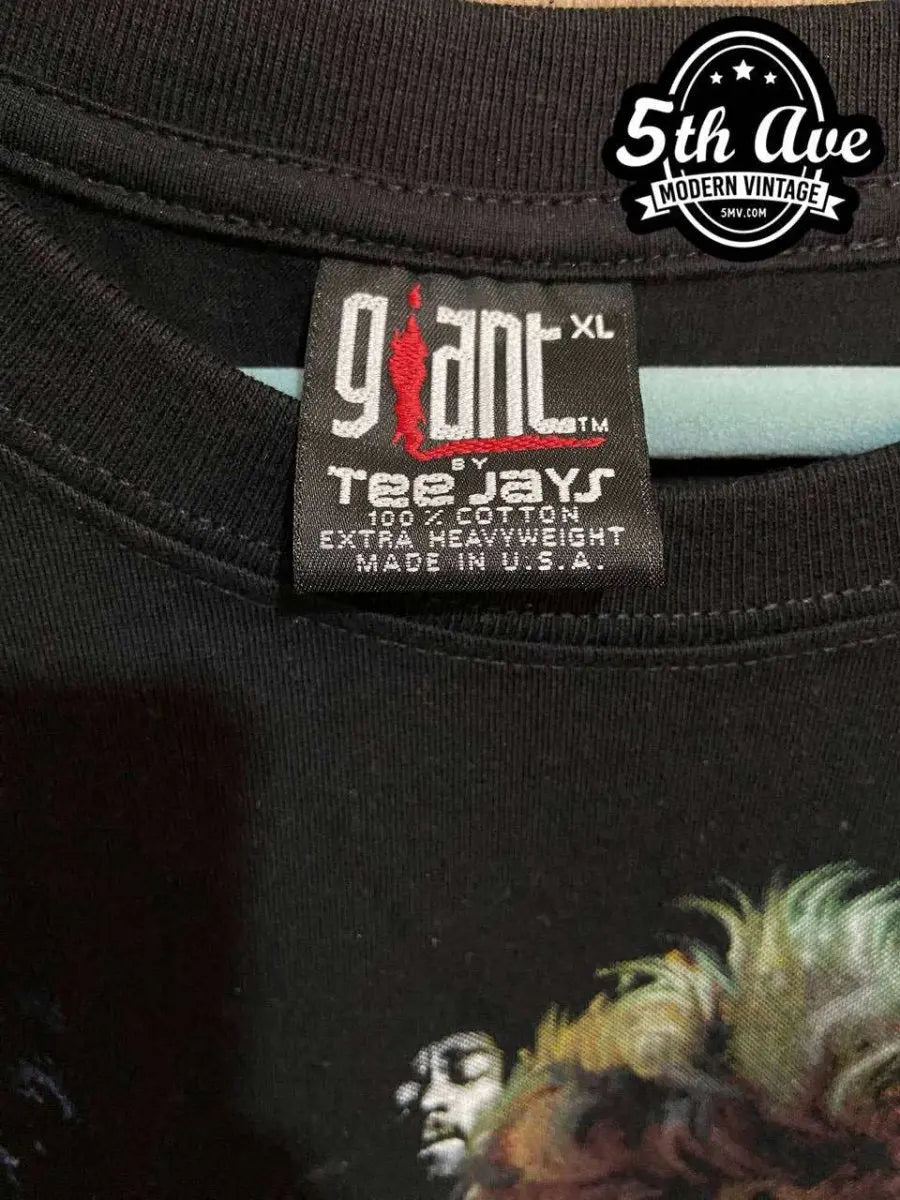 5th Ave
MODERN VINTAGE
5MV.COM
giant XL
TM
BY
Tee Jays
100% COTTON
EXTRA HEAVYWEIGHT
MADE IN U.S.A.